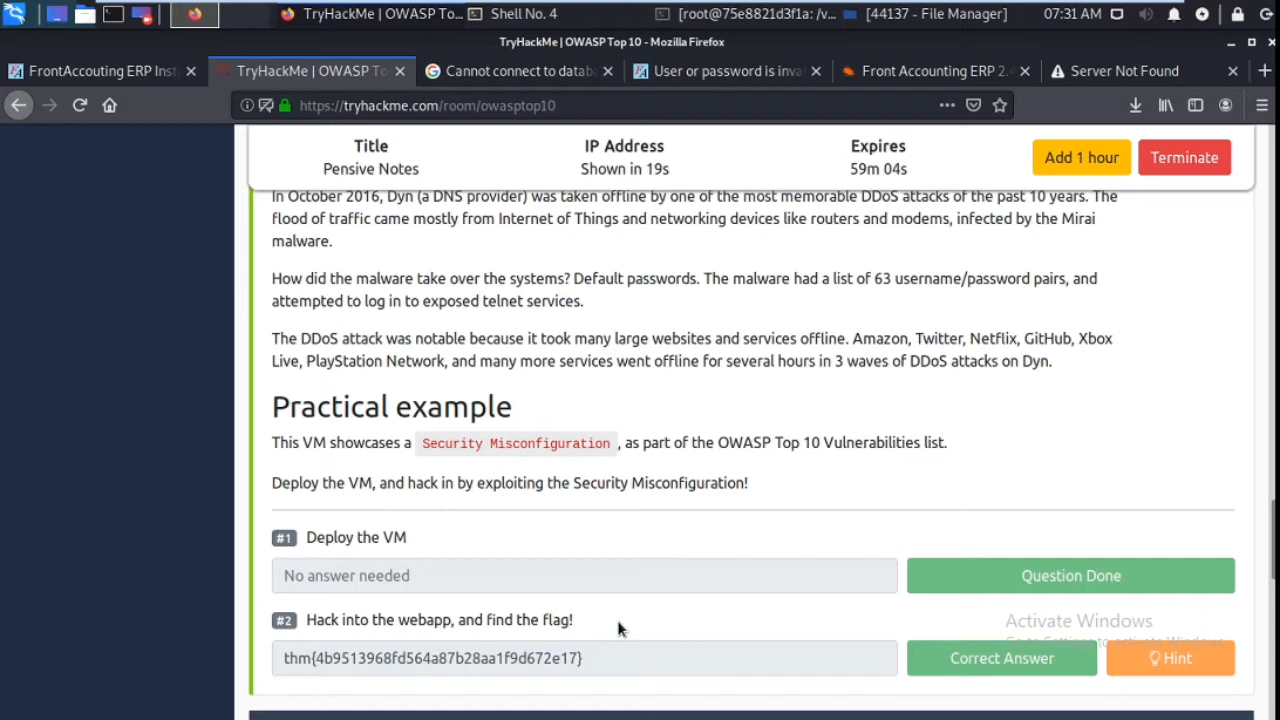 TryHackMe | OWASP To... Shell No. 4 [root@75e8821d3f1a: /v... [44137 - File Manager] 07:31 AM
TryHackMe | OWASP Top 10 - Mozilla Firefox
FrontAccouting ERP Inst TryHackMe | OWASP To Cannot connect to datab User or password is inva Front Accounting ERP 2.4 Server Not Found
https://tryhackme.com/room/owasptop10
Title IP Address Expires
Pensive Notes Shown in 19s 59m 04s
Add 1 hour Terminate
In October 2016, Dyn (a DNS provider) was taken offline by one of the most memorable DDoS attacks of the past 10 years. The
flood of traffic came mostly from Internet of Things and networking devices like routers and modems, infected by the Mirai
malware.
How did the malware take over the systems? Default passwords. The malware had a list of 63 username/password pairs, and
attempted to log in to exposed telnet services.
The DDoS attack was notable because it took many large websites and services offline. Amazon, Twitter, Netflix, GitHub, Xbox
Live, PlayStation Network, and many more services went offline for several hours in 3 waves of DDoS attacks on Dyn.
Practical example
This VM showcases a Security Misconfiguration, as part of the OWASP Top 10 Vulnerabilities list.
Deploy the VM, and hack in by exploiting the Security Misconfiguration!
#1 Deploy the VM
No answer needed Question Done
#2 Hack into the webapp, and find the flag!
Activate Windows
Go to Settings to activate Windows.
thm{4b9513968fd564a87b28aa1f9d672e17} Correct Answer Hint